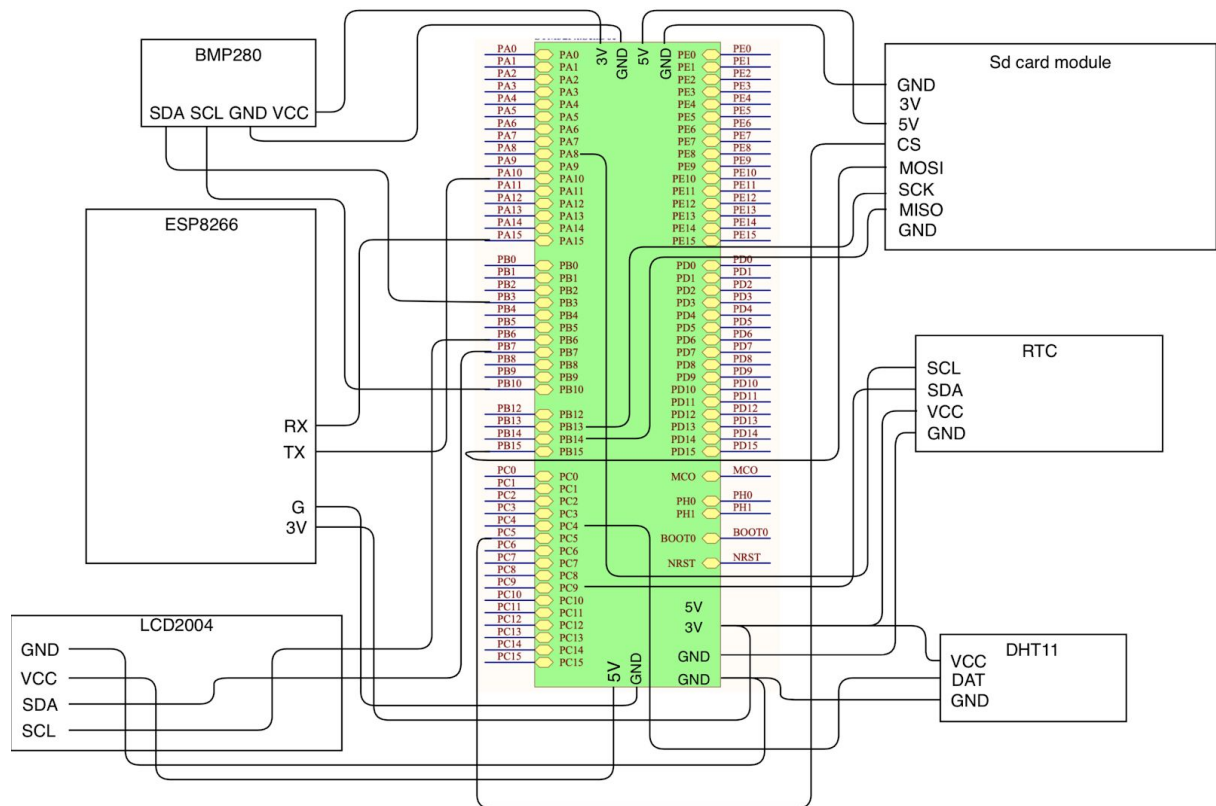 BMP280
SDA SCL GND VCC
ESP8266
RX
TX
G
3V
LCD2004
GND
VCC
SDA
SCL
3V
GND
5V
GND
PA0 PA0
PA1 PA1
PA2 PA2
PA3 PA3
PA4 PA4
PA5 PA5
PA6 PA6
PA7 PA7
PA8 PA8
PA9 PA9
PA10 PA10
PA11 PA11
PA12 PA12
PA13 PA13
PA14 PA14
PA15 PA15
PB0 PB0
PB1 PB1
PB2 PB2
PB3 PB3
PB4 PB4
PB5 PB5
PB6 PB6
PB7 PB7
PB8 PB8
PB9 PB9
PB10 PB10
PB12 PB12
PB13 PB13
PB14 PB14
PB15 PB15
PC0 PC0
PC1 PC1
PC2 PC2
PC3 PC3
PC4 PC4
PC5 PC5
PC6 PC6
PC7 PC7
PC8 PC8
PC9 PC9
PC10 PC10
PC11 PC11
PC12 PC12
PC13 PC13
PC14 PC14
PC15 PC15
PE0 PE0
PE1 PE1
PE2 PE2
PE3 PE3
PE4 PE4
PE5 PE5
PE6 PE6
PE7 PE7
PE8 PE8
PE9 PE9
PE10 PE10
PE11 PE11
PE12 PE12
PE13 PE13
PE14 PE14
PE15 PE15
PD0 PD0
PD1 PD1
PD2 PD2
PD3 PD3
PD4 PD4
PD5 PD5
PD6 PD6
PD7 PD7
PD8 PD8
PD9 PD9
PD10 PD10
PD11 PD11
PD12 PD12
PD13 PD13
PD14 PD14
PD15 PD15
MCO MCO
PH0 PH0
PH1 PH1
BOOT0 BOOT0
NRST NRST
5V
3V
GND
GND
5V
GND
Sd card module
GND
3V
5V
CS
MOSI
SCK
MISO
GND
RTC
SCL
SDA
VCC
GND
DHT11
VCC
DAT
GND